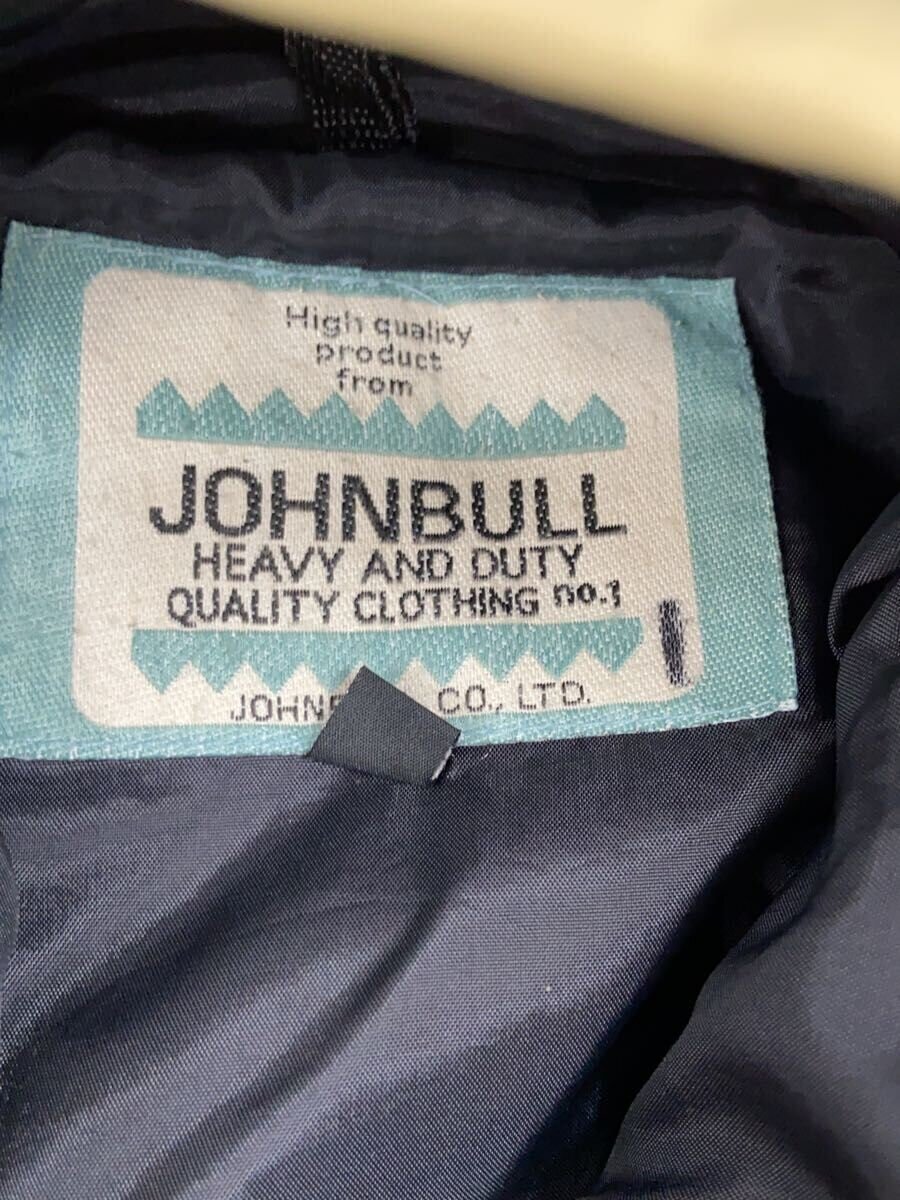 High quality
product
from
JOHNBULL
HEAVY AND DUTY
QUALITY CLOTHING no.1
CO., LTD.